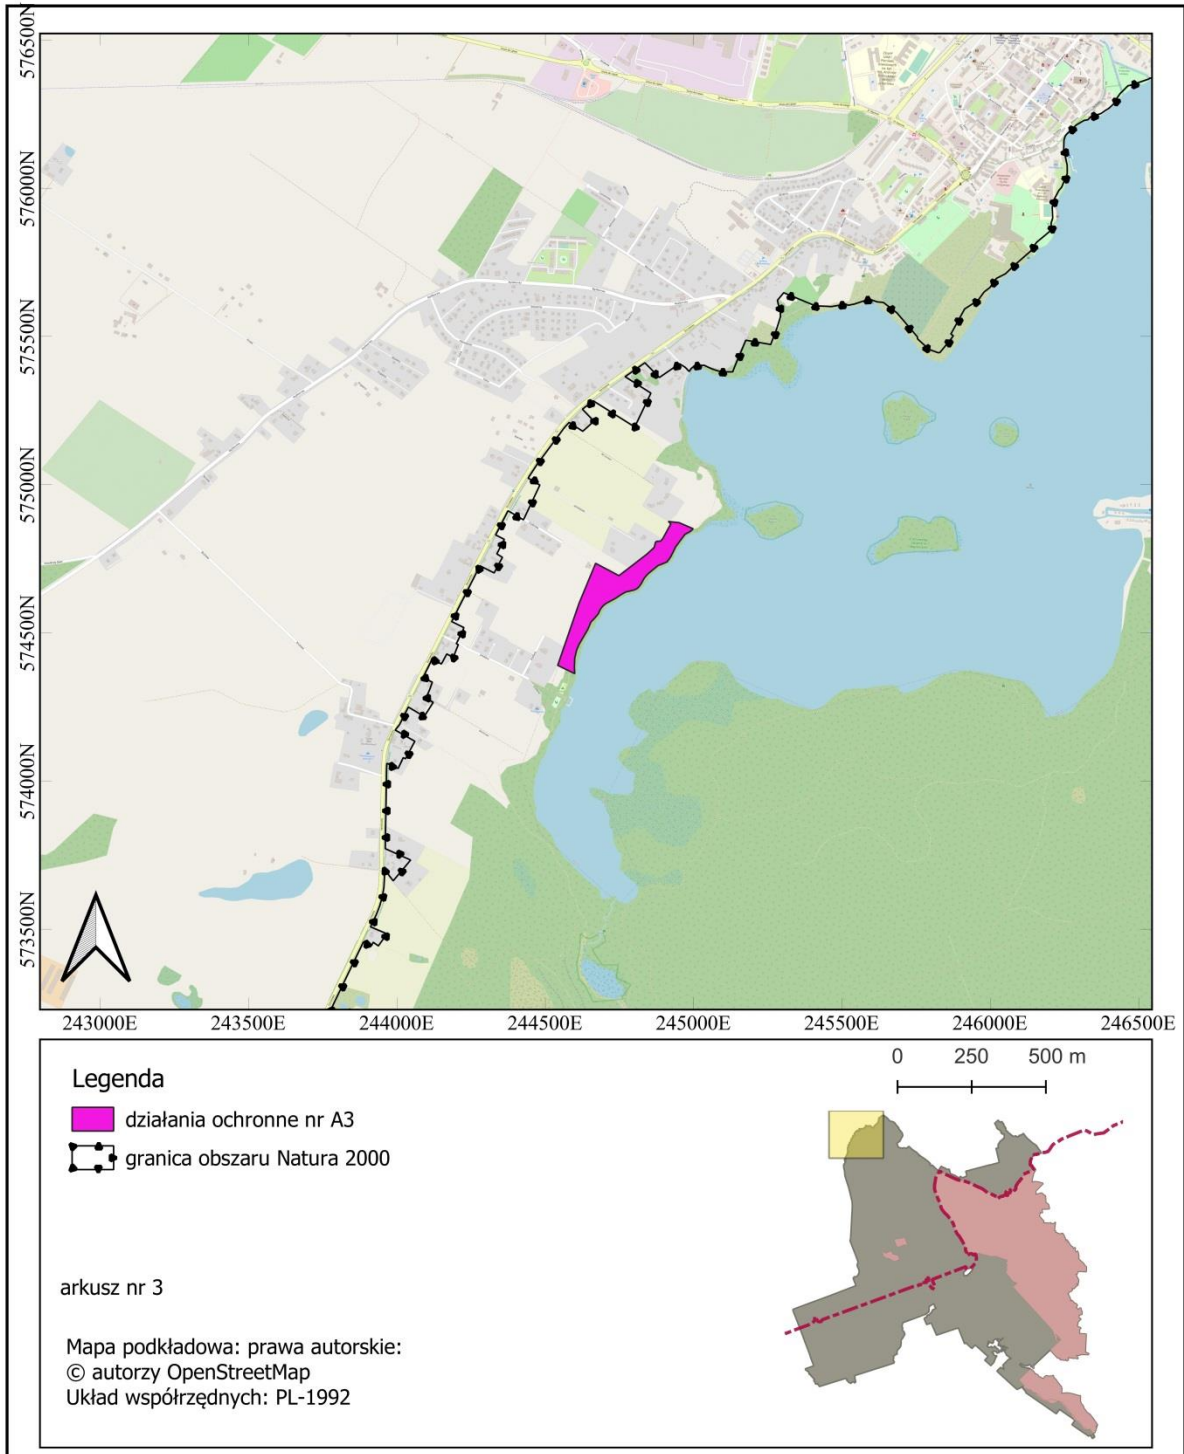 576500N
576000N
575500N
575000N
574500N
574000N
573500N
243000E 243500E 244000E 244500E 245000E 245500E 246000E 246500E
Legenda
działania ochronne nr A3
granica obszaru Natura 2000
0 250 500 m
arkusz nr 3
Mapa podkładowa: prawa autorskie:
© autorzy OpenStreetMap
Układ współrzędnych: PL-1992